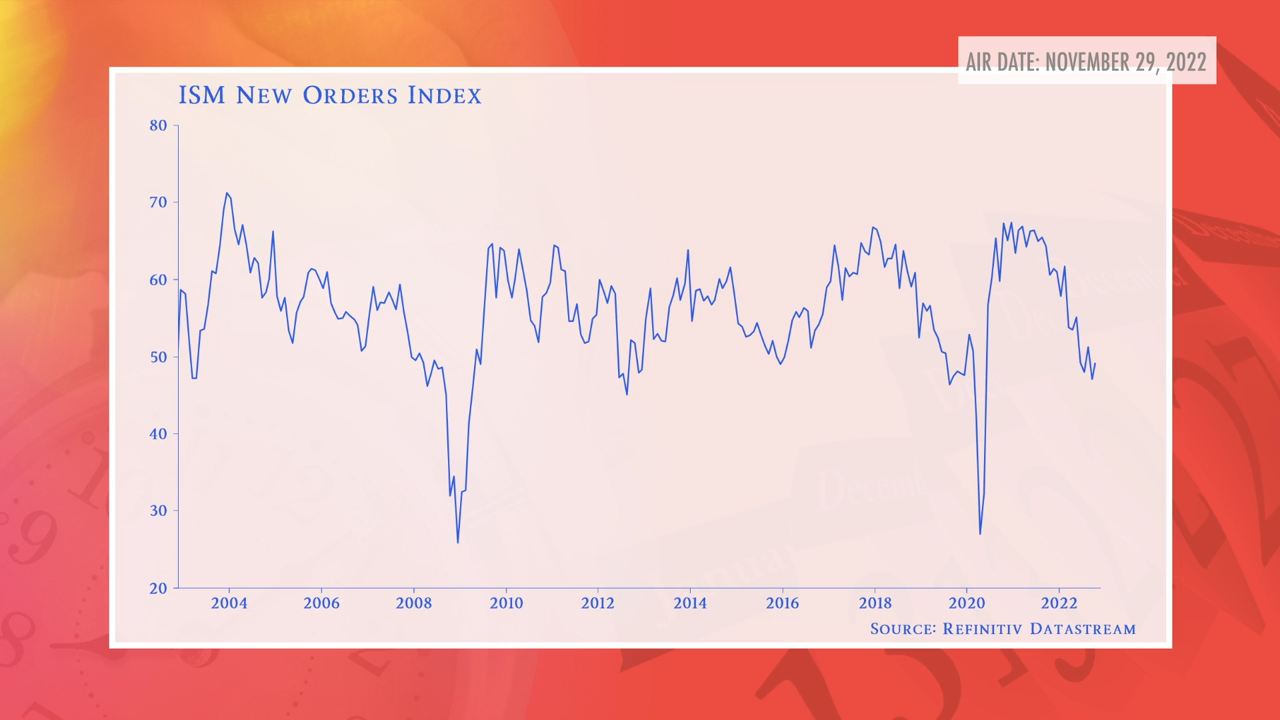 AIR DATE: NOVEMBER 29, 2022
ISM NEW ORDERS INDEX
80
70
60
50
40
30
20
2004 2006 2008 2010 2012 2014 2016 2018 2020 2022
SOURCE: REFINITIV DATASTREAM